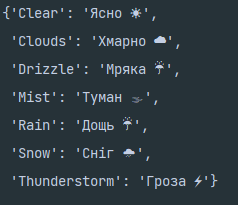 {'Clear': 'Ясно ☀',
'Clouds': 'Хмарно ☁',
'Drizzle': 'Мряка ☔',
'Mist': 'Туман 🌫',
'Rain': 'Дощь ☔',
'Snow': 'Сніг 🌨',
'Thunderstorm': 'Гроза ⚡'}